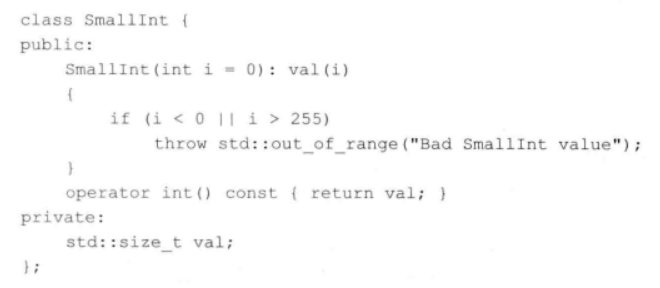 class SmallInt {
public:
    SmallInt(int i = 0): val(i)
    {
        if (i < 0 || i > 255)
            throw std::out_of_range("Bad SmallInt value");
    }
    operator int() const { return val; }
private:
    std::size_t val;
};